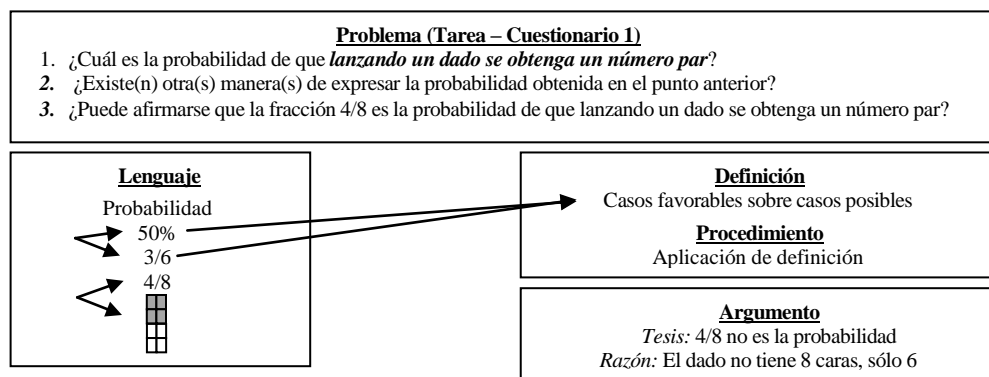 Problema (Tarea – Cuestionario 1)
1. ¿Cuál es la probabilidad de que lanzando un dado se obtenga un número par?
2. ¿Existe(n) otra(s) manera(s) de expresar la probabilidad obtenida en el punto anterior?
3. ¿Puede afirmarse que la fracción 4/8 es la probabilidad de que lanzando un dado se obtenga un número par?
Lenguaje
Probabilidad
50%
3/6
4/8
Definición
Casos favorables sobre casos posibles
Procedimiento
Aplicación de definición
Argumento
Tesis: 4/8 no es la probabilidad
Razón: El dado no tiene 8 caras, sólo 6